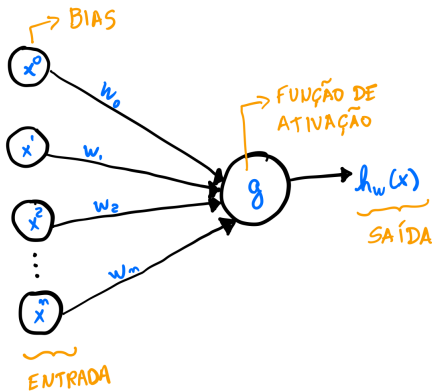 BIAS
x⁰
w₀
FUNÇÃO DE
ATIVAÇÃO
x¹
w₁
g
h_w(x)
x²
w₂
SAÍDA
⋮
wₙ
xⁿ
ENTRADA